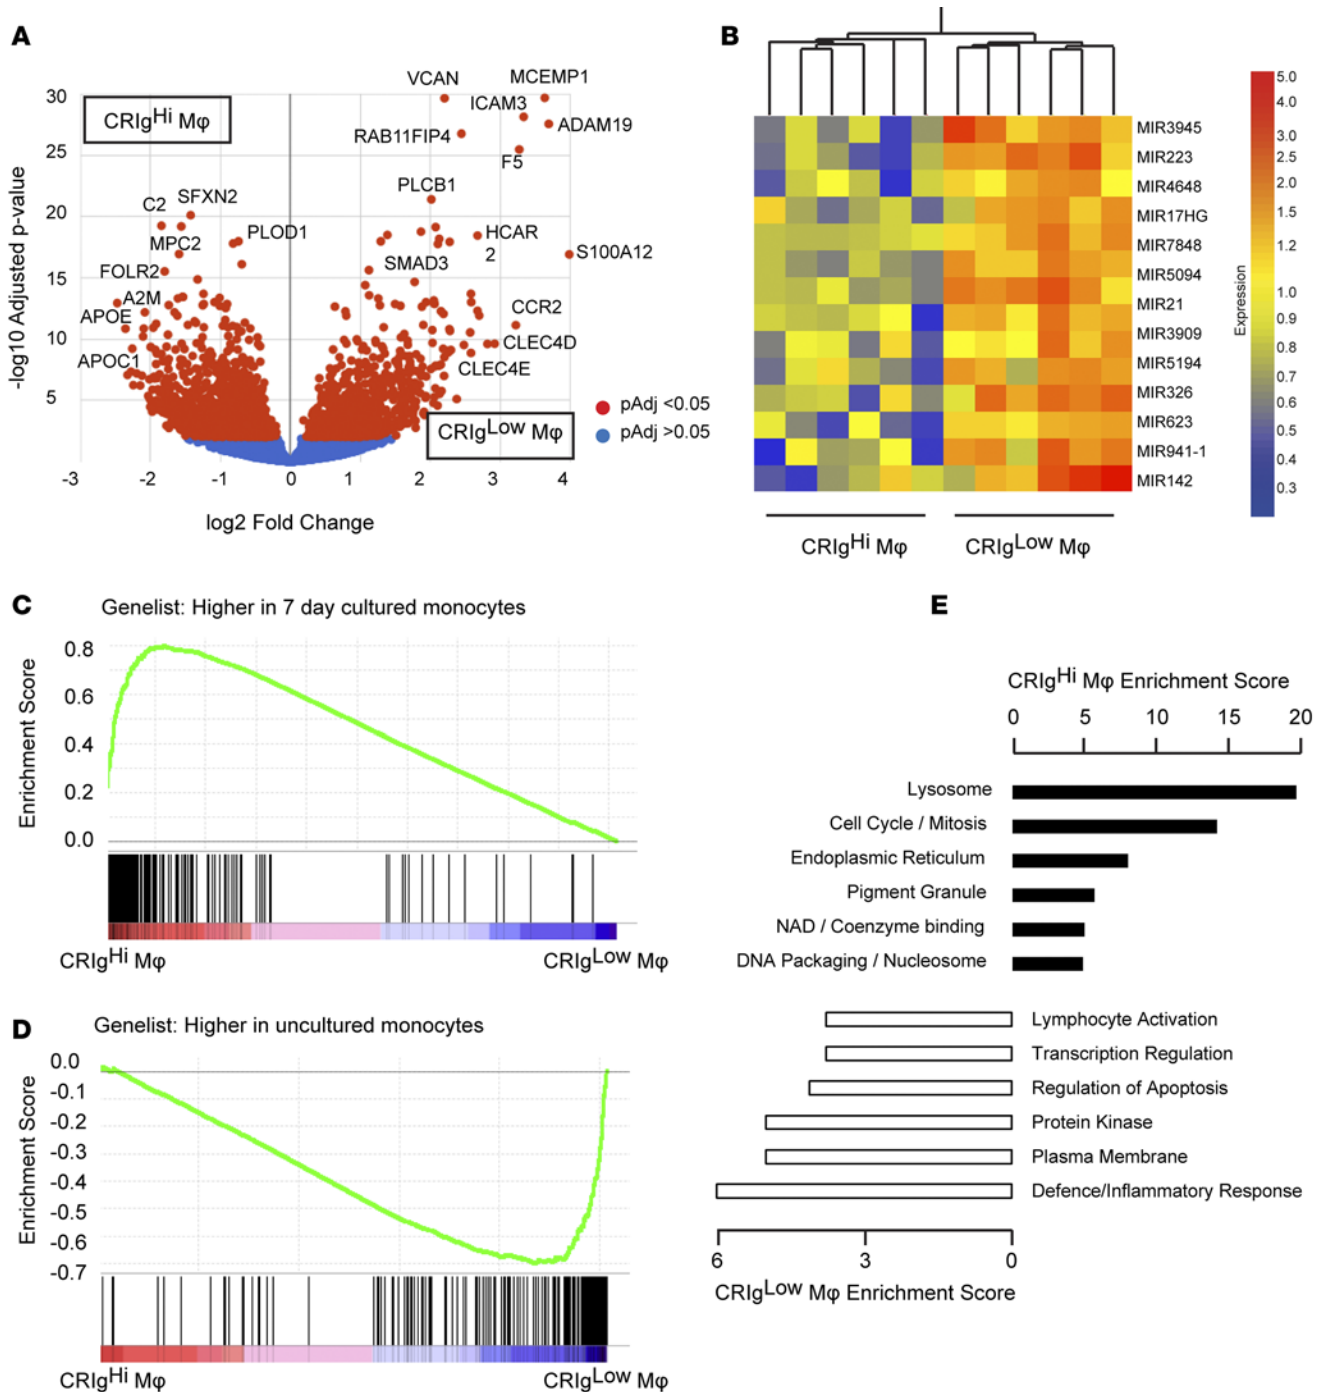 A
CRIgHi Mφ
VCAN
MCEMP1
ICAM3
RAB11FIP4
ADAM19
F5
PLCB1
C2
SFXN2
PLOD1
MPC2
HCAR
2
S100A12
FOLR2
SMAD3
A2M
APOE
CCR2
CLEC4D
APOC1
CLEC4E
CRIgLow Mφ
pAdj <0.05
pAdj >0.05
-log10 Adjusted p-value
30
25
20
15
10
5
-3 -2 -1 0 1 2 3 4
log2 Fold Change
B
MIR3945
MIR223
MIR4648
MIR17HG
MIR7848
MIR5094
MIR21
MIR3909
MIR5194
MIR326
MIR623
MIR941-1
MIR142
CRIgHi Mφ
CRIgLow Mφ
Expression
5.0
4.0
3.0
2.5
2.0
1.5
1.2
1.0
0.9
0.8
0.7
0.6
0.5
0.4
0.3
C
Genelist: Higher in 7 day cultured monocytes
Enrichment Score
0.8
0.6
0.4
0.2
0.0
CRIgHi Mφ
CRIgLow Mφ
D
Genelist: Higher in uncultured monocytes
Enrichment Score
0.0
-0.1
-0.2
-0.3
-0.4
-0.5
-0.6
-0.7
CRIgHi Mφ
CRIgLow Mφ
E
CRIgHi Mφ Enrichment Score
0 5 10 15 20
Lysosome
Cell Cycle / Mitosis
Endoplasmic Reticulum
Pigment Granule
NAD / Coenzyme binding
DNA Packaging / Nucleosome
Lymphocyte Activation
Transcription Regulation
Regulation of Apoptosis
Protein Kinase
Plasma Membrane
Defence/Inflammatory Response
6 3 0
CRIgLow Mφ Enrichment Score